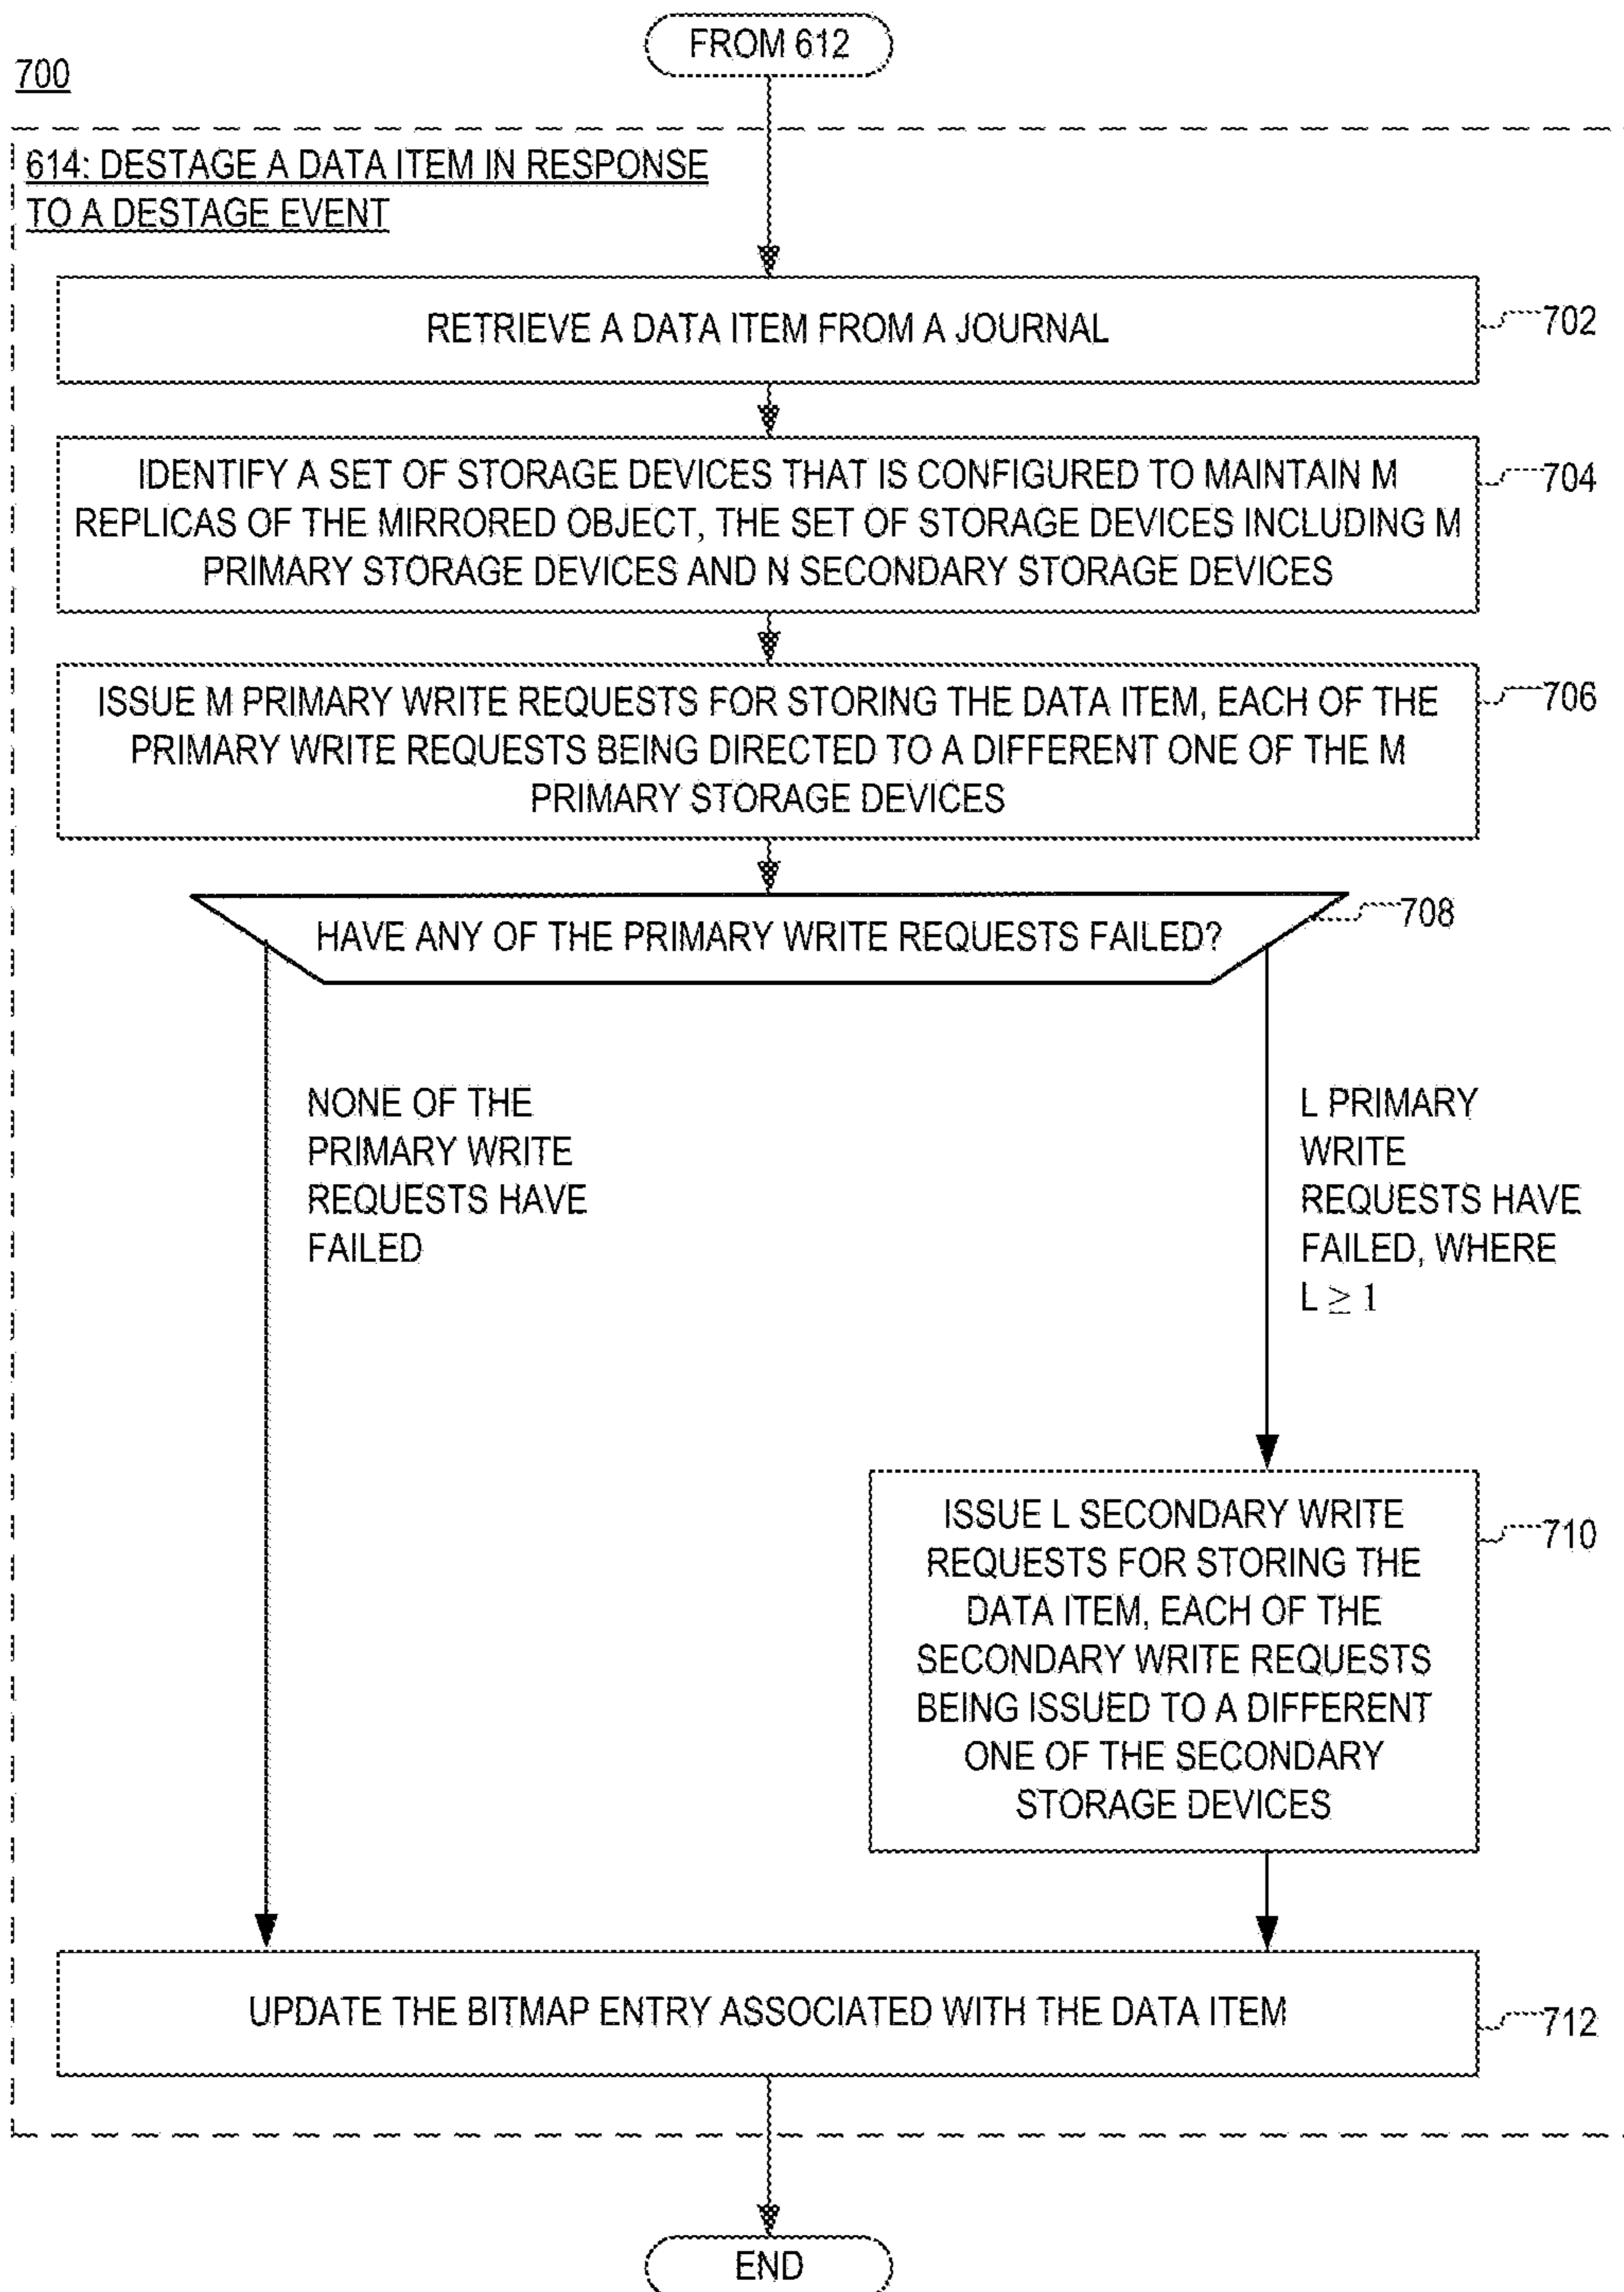 FROM 612
700
614: DESTAGE A DATA ITEM IN RESPONSE
TO A DESTAGE EVENT
RETRIEVE A DATA ITEM FROM A JOURNAL
702
IDENTIFY A SET OF STORAGE DEVICES THAT IS CONFIGURED TO MAINTAIN M
REPLICAS OF THE MIRRORED OBJECT, THE SET OF STORAGE DEVICES INCLUDING M
PRIMARY STORAGE DEVICES AND N SECONDARY STORAGE DEVICES
704
ISSUE M PRIMARY WRITE REQUESTS FOR STORING THE DATA ITEM, EACH OF THE
PRIMARY WRITE REQUESTS BEING DIRECTED TO A DIFFERENT ONE OF THE M
PRIMARY STORAGE DEVICES
706
HAVE ANY OF THE PRIMARY WRITE REQUESTS FAILED?
708
NONE OF THE
PRIMARY WRITE
REQUESTS HAVE
FAILED
L PRIMARY
WRITE
REQUESTS HAVE
FAILED, WHERE
L ≥ 1
ISSUE L SECONDARY WRITE
REQUESTS FOR STORING THE
DATA ITEM, EACH OF THE
SECONDARY WRITE REQUESTS
BEING ISSUED TO A DIFFERENT
ONE OF THE SECONDARY
STORAGE DEVICES
710
UPDATE THE BITMAP ENTRY ASSOCIATED WITH THE DATA ITEM
712
END